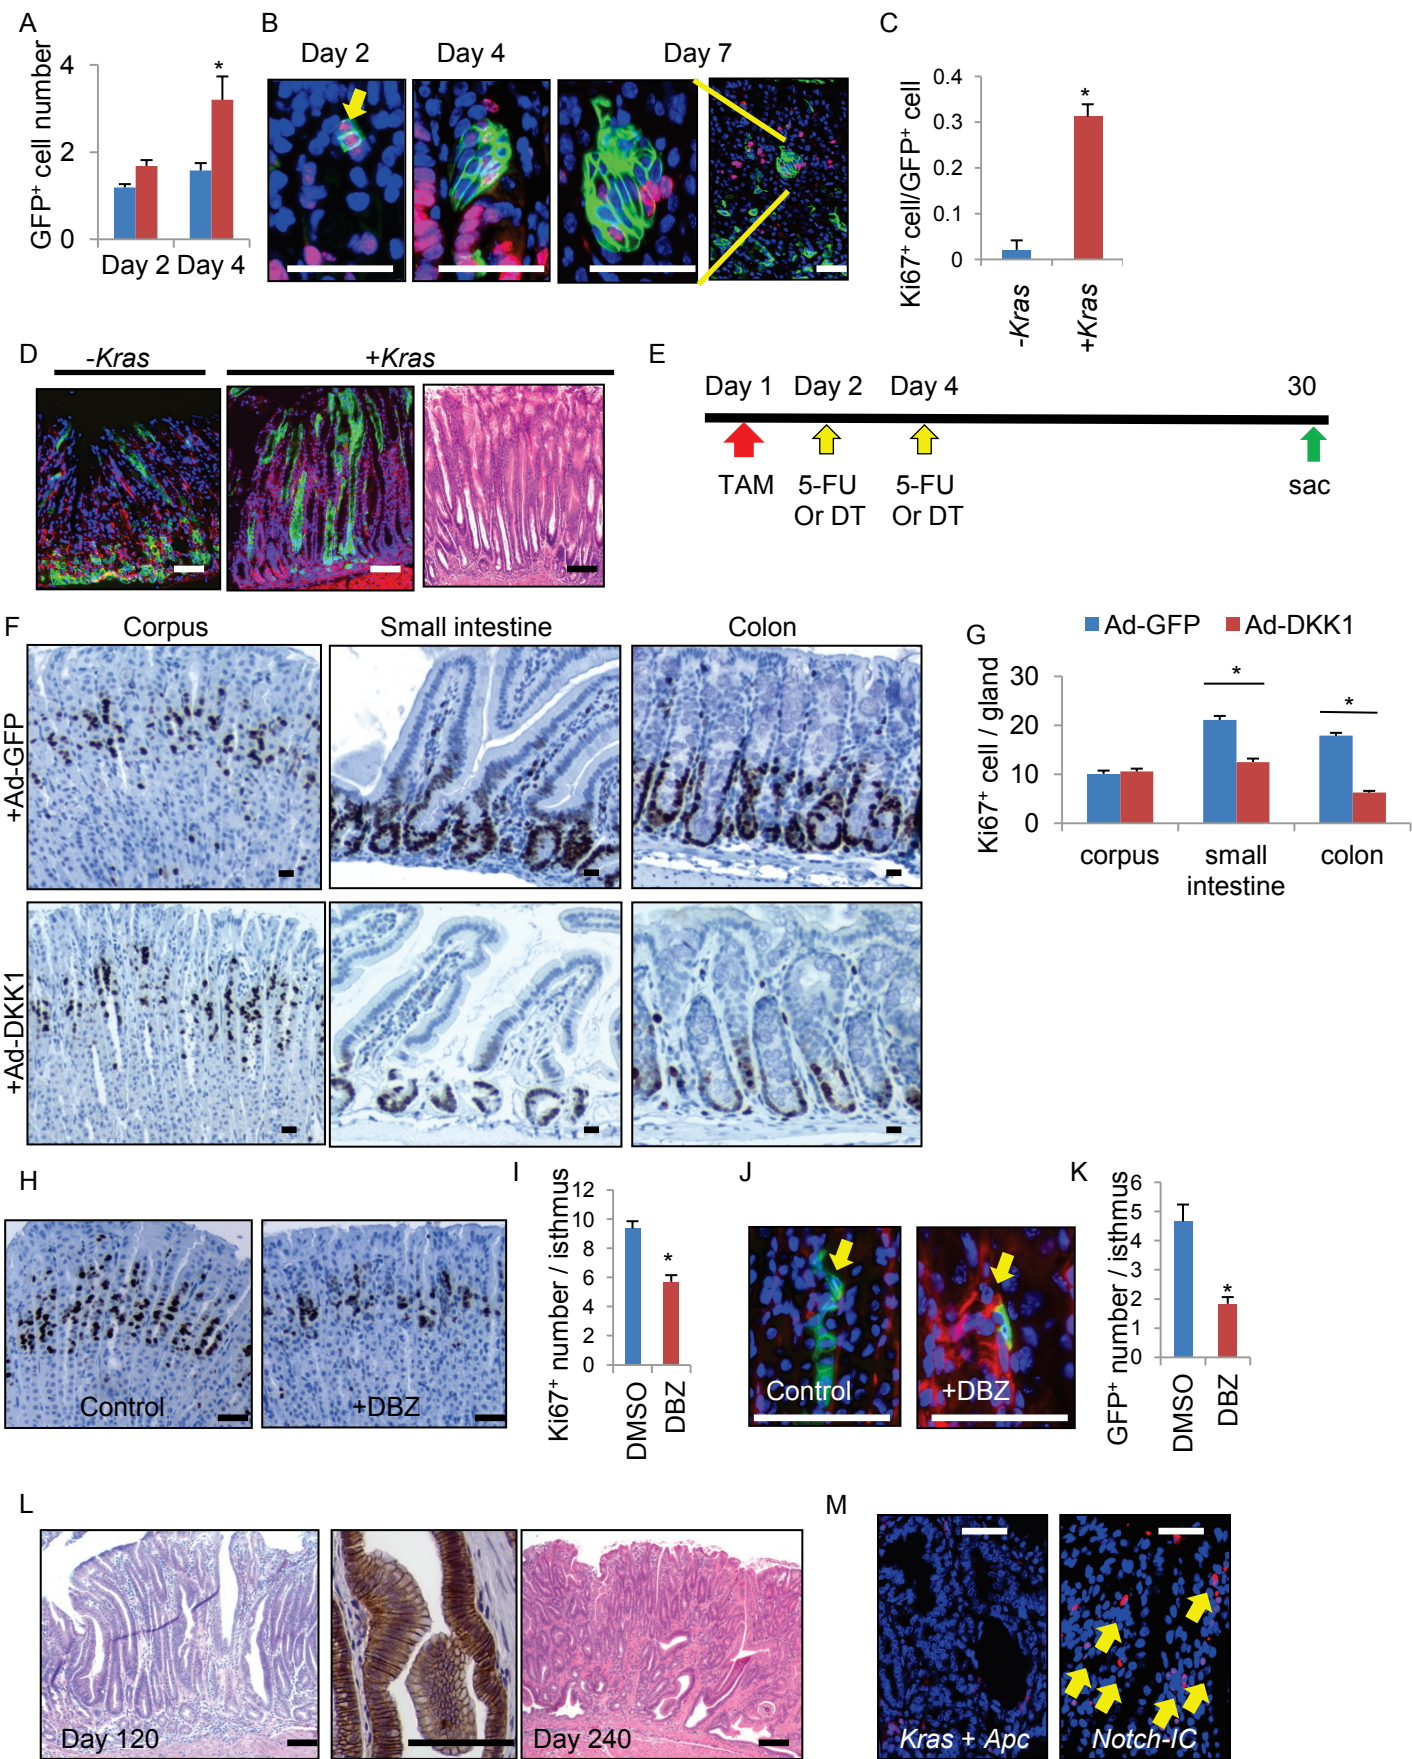 A
GFP+ cell number
4
2
0
*
Day 2 Day 4
B
Day 2
Day 4
Day 7
C
Ki67+ cell/GFP+ cell
0.4
0.3
0.2
0.1
0
*
-Kras
+Kras
D
-Kras
+Kras
E
Day 1
Day 2
Day 4
30
TAM
5-FU
Or DT
5-FU
Or DT
sac
F
Corpus
Small intestine
Colon
+Ad-GFP
+Ad-DKK1
G
Ad-GFP
Ad-DKK1
Ki67+ cell / gland
30
20
10
0
*
*
corpus
small
intestine
colon
H
Control
+DBZ
I
Ki67+ number / isthmus
12
10
8
6
4
2
0
*
DMSO
DBZ
J
Control
+DBZ
K
GFP+ number / isthmus
6
5
4
3
2
1
0
*
DMSO
DBZ
L
Day 120
Day 240
M
Kras + Apc
Notch-IC